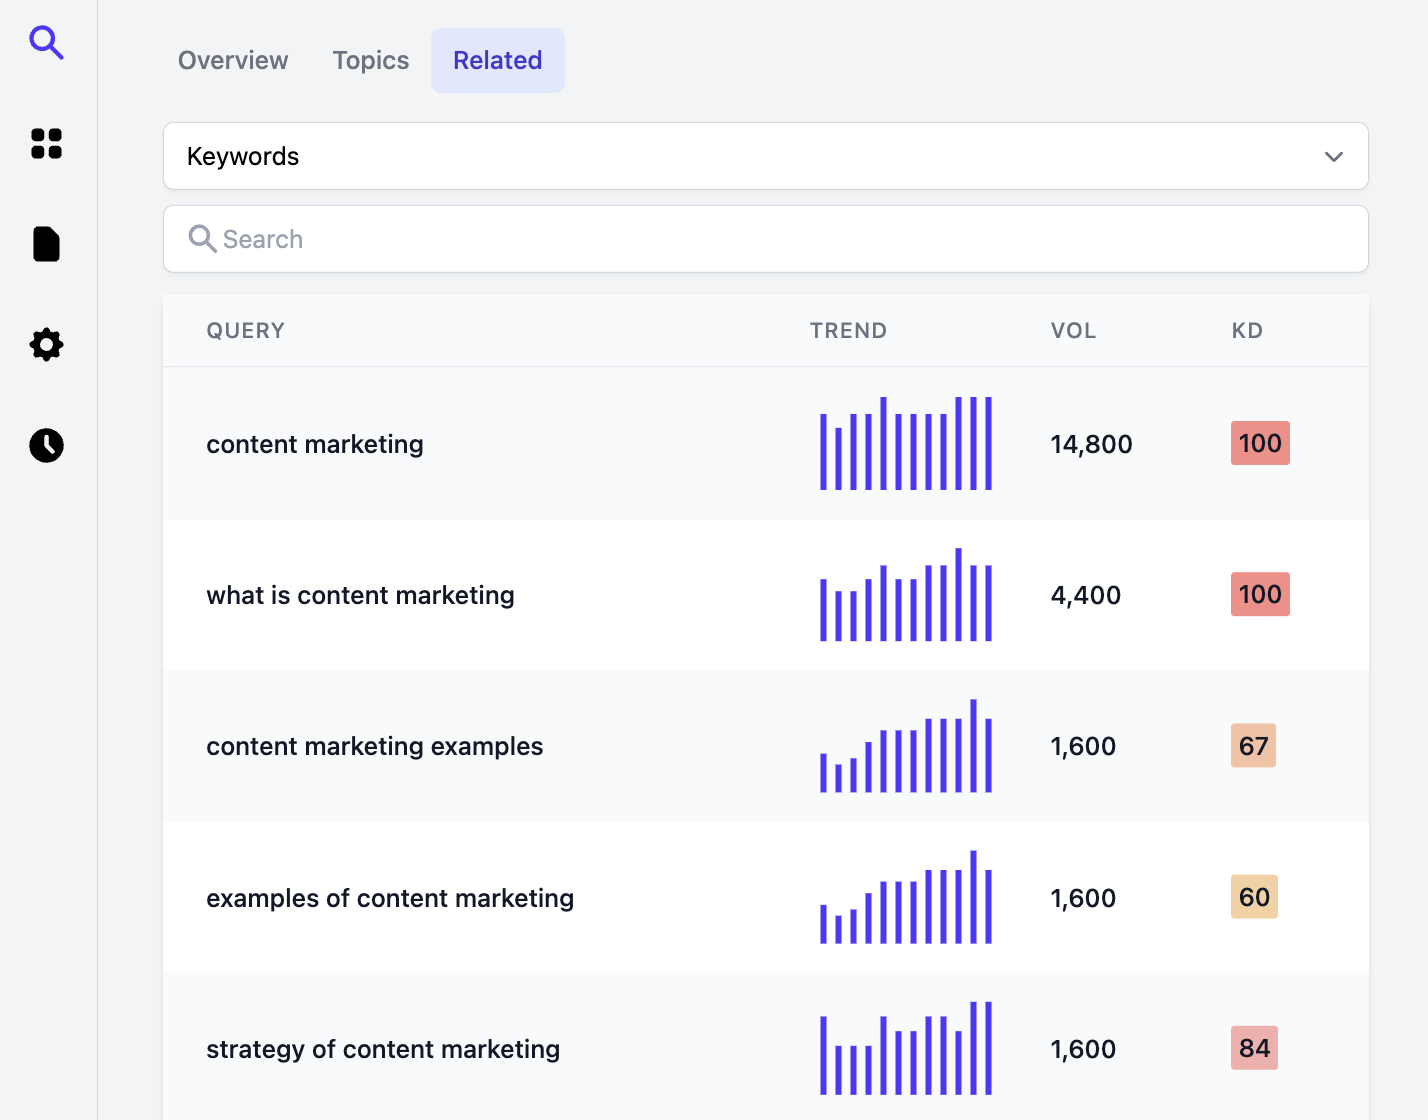 Overview Topics Related
Keywords
Search
QUERY TREND VOL KD
content marketing 14,800 100
what is content marketing 4,400 100
content marketing examples 1,600 67
examples of content marketing 1,600 60
strategy of content marketing 1,600 84